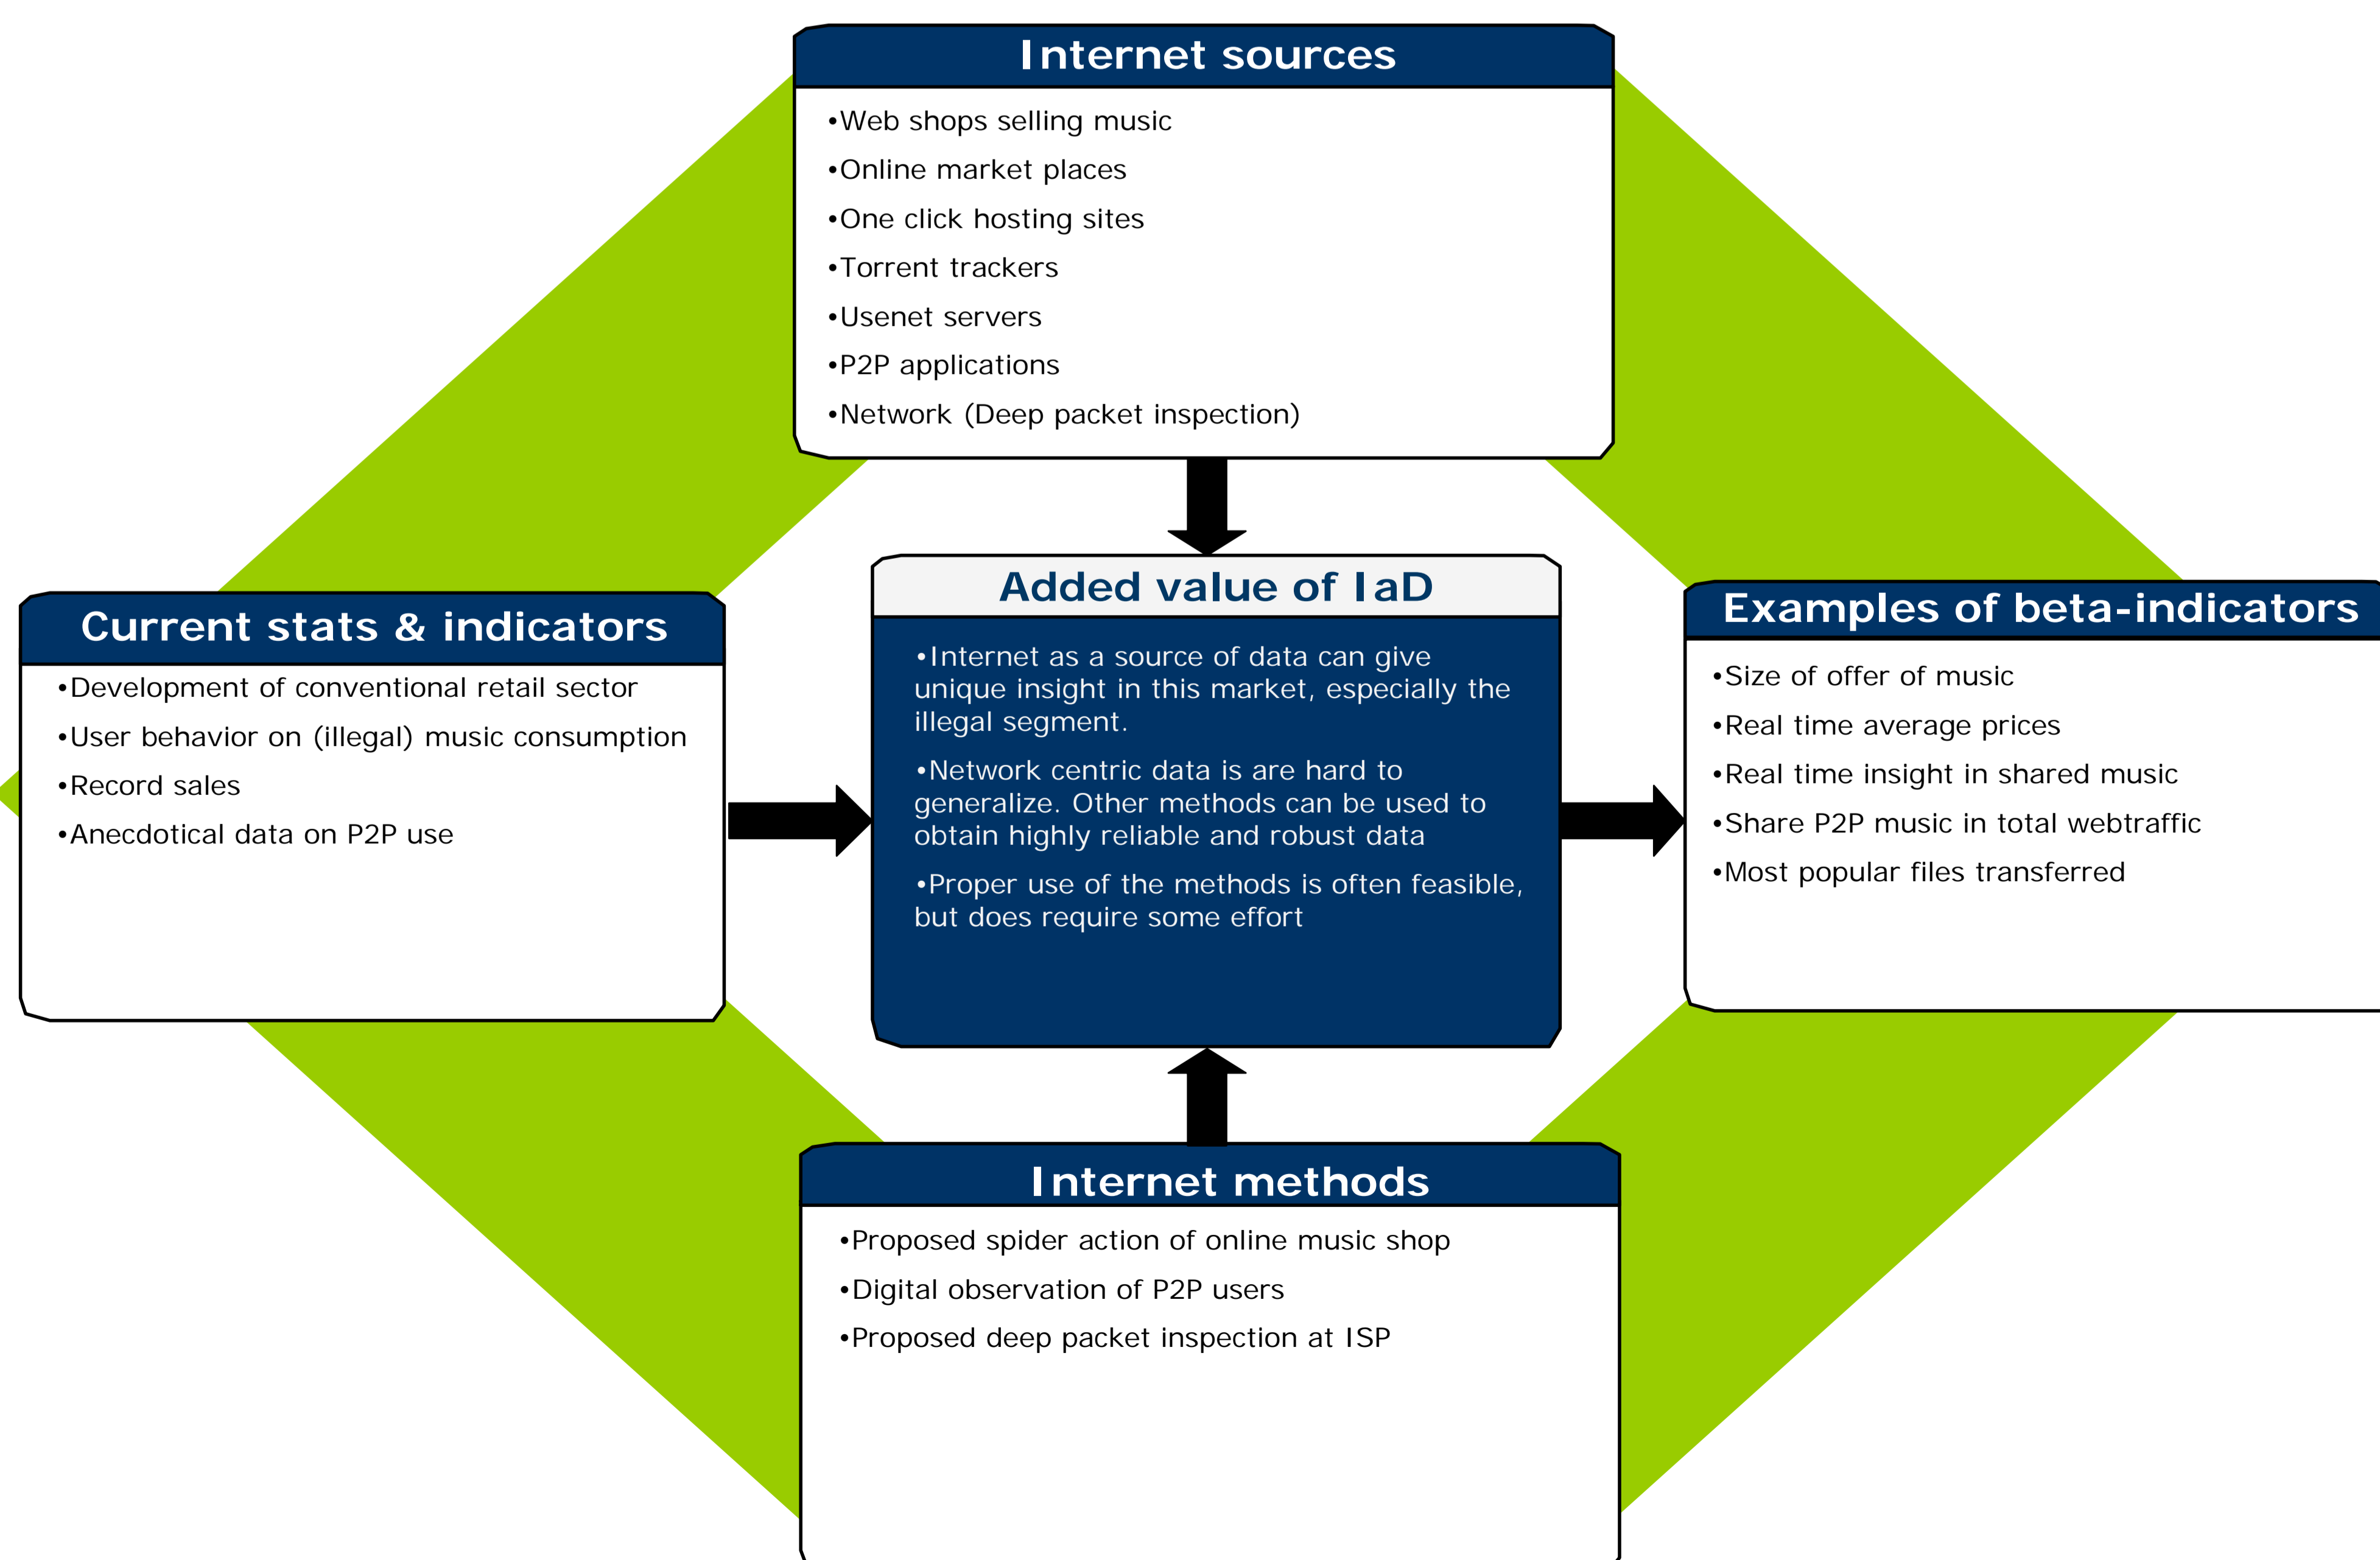 Internet sources
•Web shops selling music
•Online market places
•One click hosting sites
•Torrent trackers
•Usenet servers
•P2P applications
•Network (Deep packet inspection)
Current stats & indicators
•Development of conventional retail sector
•User behavior on (illegal) music consumption
•Record sales
•Anecdotical data on P2P use
Added value of IaD
•Internet as a source of data can give
unique insight in this market, especially the
illegal segment.
•Network centric data is are hard to
generalize. Other methods can be used to
obtain highly reliable and robust data
•Proper use of the methods is often feasible,
but does require some effort
Examples of beta-indicators
•Size of offer of music
•Real time average prices
•Real time insight in shared music
•Share P2P music in total webtraffic
•Most popular files transferred
Internet methods
•Proposed spider action of online music shop
•Digital observation of P2P users
•Proposed deep packet inspection at ISP